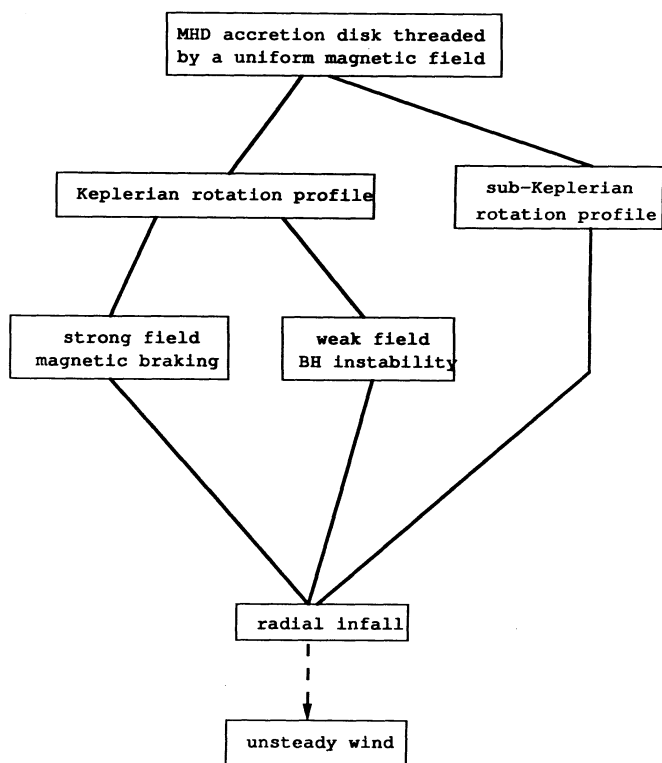 MHD accretion disk threaded
by a uniform magnetic field
Keplerian rotation profile
sub-Keplerian
rotation profile
strong field
magnetic braking
weak field
BH instability
radial infall
unsteady wind